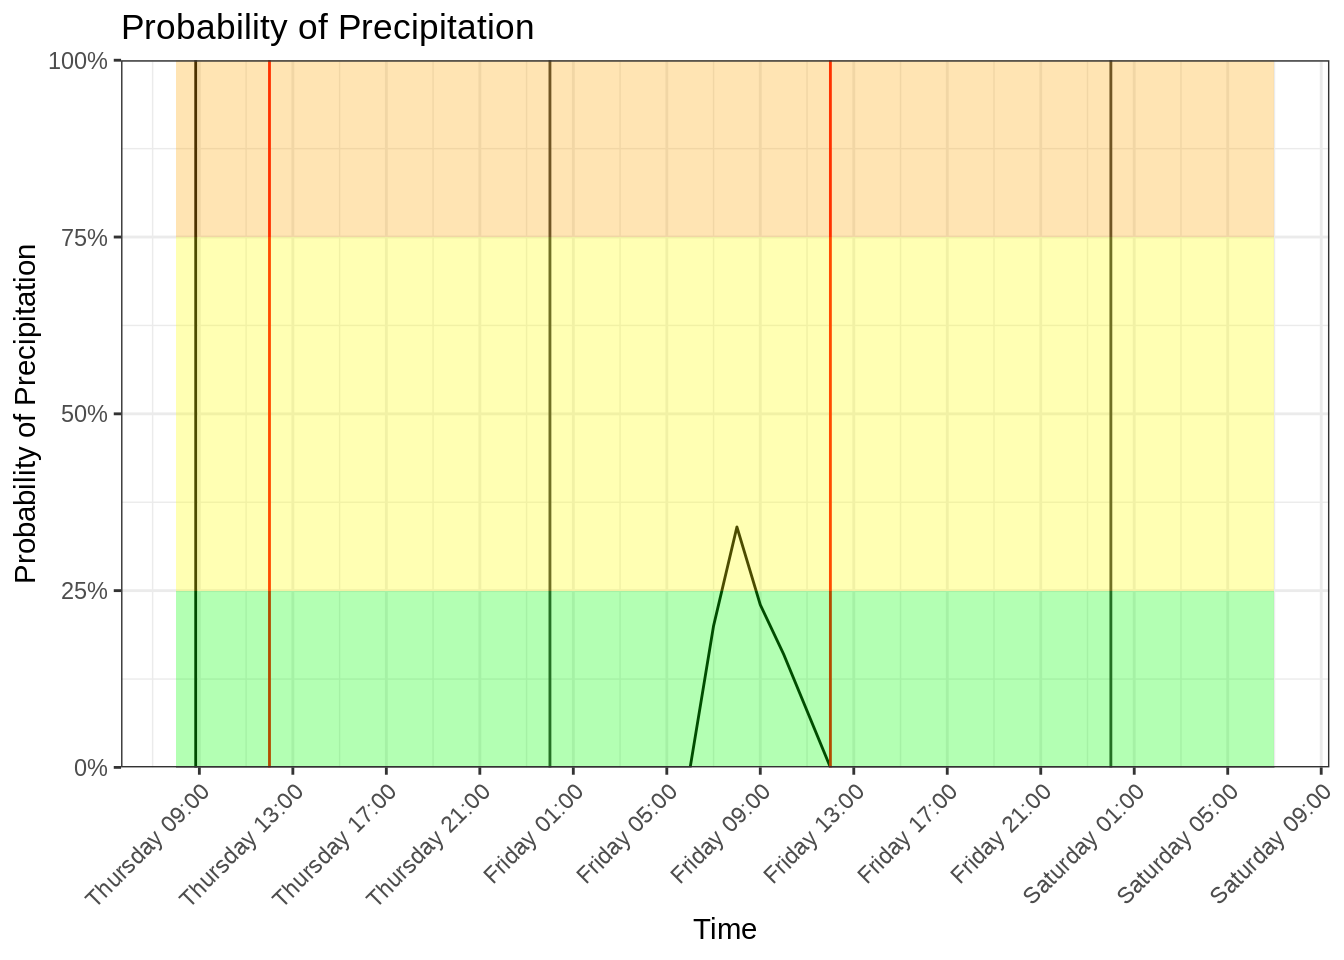 Probability of Precipitation
Probability of Precipitation
100%
75%
50%
25%
0%
Thursday 09:00
Thursday 13:00
Thursday 17:00
Thursday 21:00
Friday 01:00
Friday 05:00
Friday 09:00
Friday 13:00
Friday 17:00
Friday 21:00
Saturday 01:00
Saturday 05:00
Saturday 09:00
Time